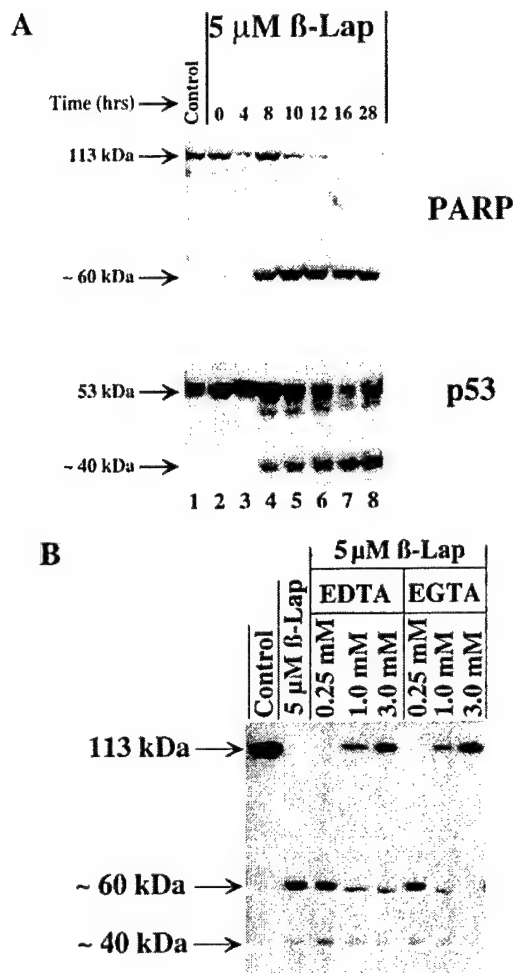 A
5 µM ß-Lap
Control
Time (hrs) → 0 4 8 10 12 16 28
113 kDa →
PARP
~ 60 kDa →
53 kDa →
p53
~ 40 kDa →
1 2 3 4 5 6 7 8
B
5 µM ß-Lap
EDTA EGTA
Control
5 µM ß-Lap
0.25 mM
1.0 mM
3.0 mM
0.25 mM
1.0 mM
3.0 mM
113 kDa →
~ 60 kDa →
~ 40 kDa →